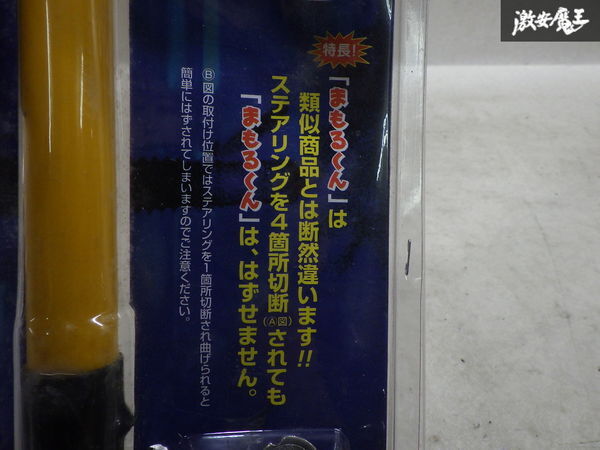 激安魔王
特長!
「まもるくん」は
類似商品とは断然違います!!
ステアリングを4箇所切断(A図)されても
「まもるくん」は、はずせません。
Ⓑ図の取付け位置ではステアリングを1箇所切断され曲げられると
簡単にはずされてしまいますのでご注意ください。